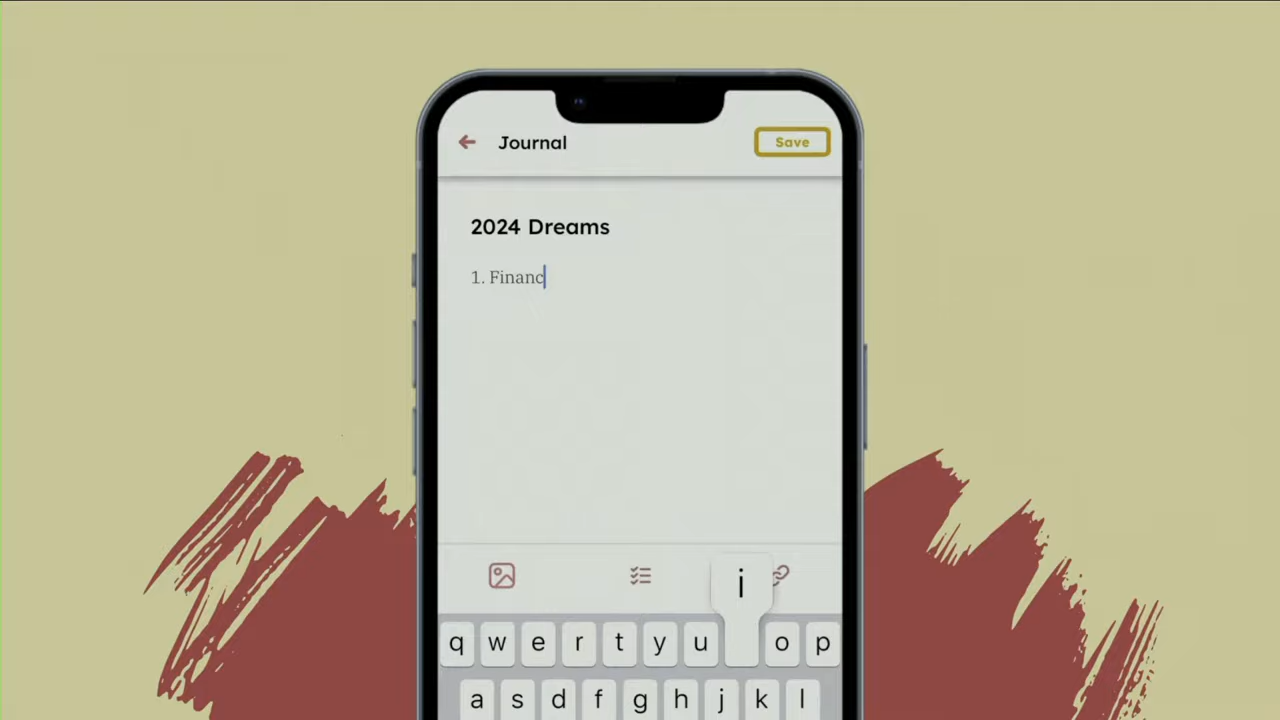 Journal
Save
2024 Dreams
1. Financ
i
q w e r t y u o p
a s d f g h j k l